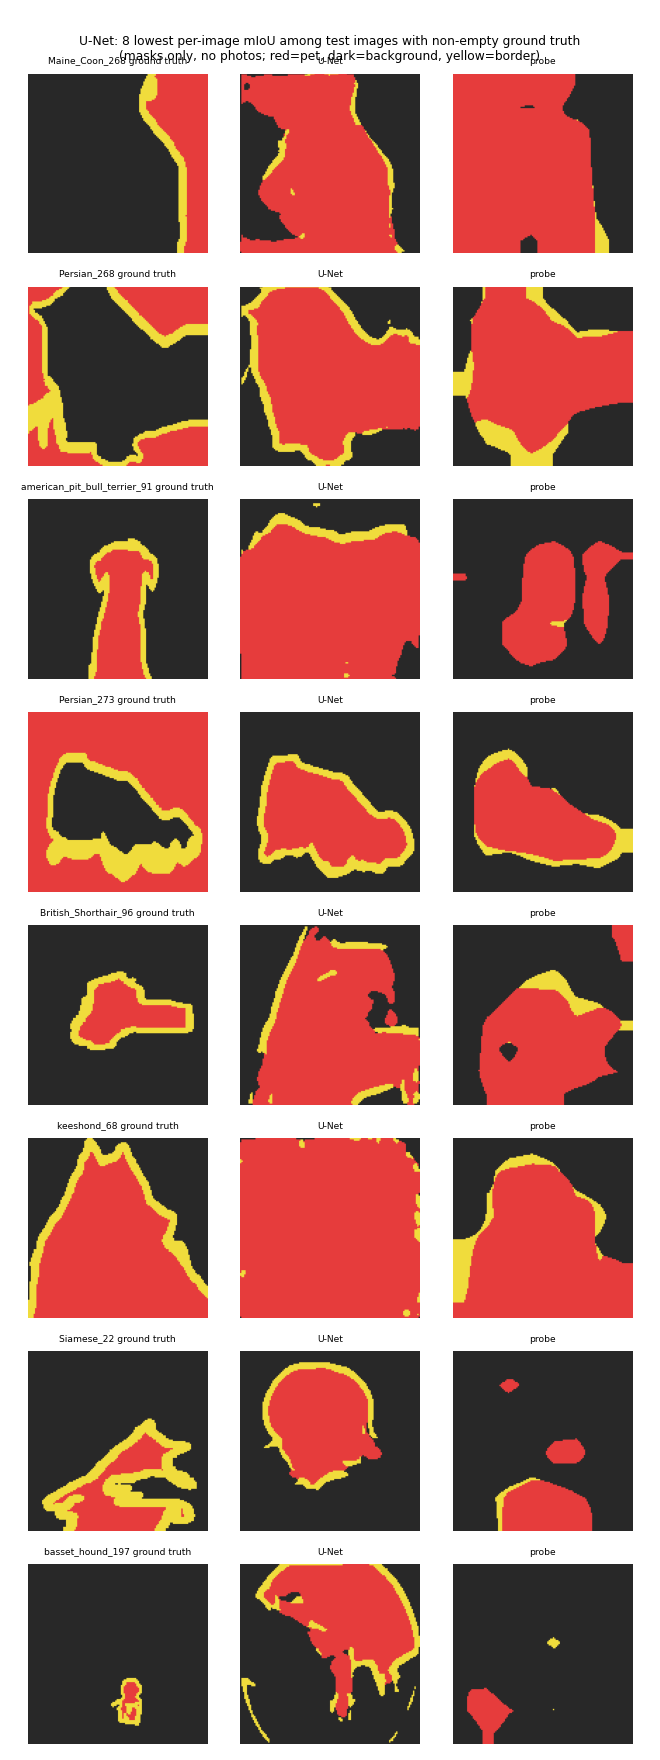 U-Net: 8 lowest per-image mIoU among test images with non-empty ground truth
(masks only, no photos; red=pet, dark=background, yellow=border)
Maine_Coon_266 ground truth U-Net probe
Persian_268 ground truth U-Net probe
american_pit_bull_terrier_91 ground truth U-Net probe
Persian_273 ground truth U-Net probe
British_Shorthair_96 ground truth U-Net probe
keeshond_68 ground truth U-Net probe
Siamese_22 ground truth U-Net probe
basset_hound_197 ground truth U-Net probe